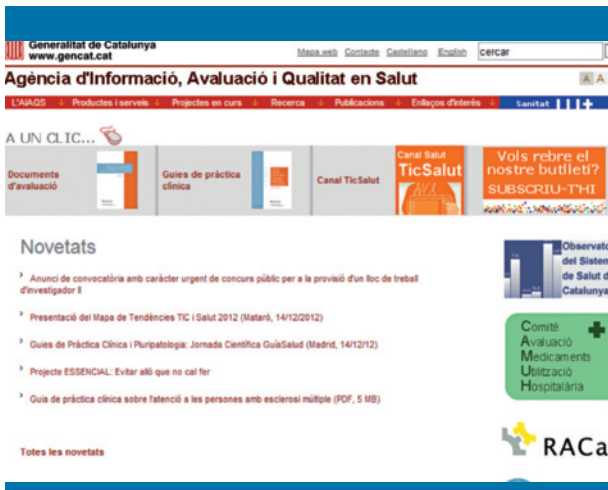 Generalitat de Catalunya
www.gencat.cat
Mapa web Contacte Castellano English cercar
Agència d'Informació, Avaluació i Qualitat en Salut
A A
L'AIAQS Productes i serveis Projectes en curs Recerca Publicacions Enllaços d'interès Sanitat
A UN CLIC...
Documents
d'avaluació
Guies de pràctica
clínica
Canal TicSalut
Canal Salut
TicSalut
Vols rebre el
nostre butlletí?
SUBSCRIU-T'HI
Novetats
Anunci de convocatòria amb caràcter urgent de concurs públic per a la provisió d'un lloc de treball
d'investigador II
Presentació del Mapa de Tendències TIC i Salut 2012 (Mataró, 14/12/2012)
Guies de Pràctica Clínica i Pluripatologia: Jornada Científica GuíaSalud (Madrid, 14/12/12)
Projecte ESSENCIAL: Evitar allò que no cal fer
Guia de pràctica clínica sobre l'atenció a les persones amb esclerosi múltiple (PDF, 5 MB)
Totes les novetats
Observato
del Sistem
de Salut d
Catalunya
Comitè
Avaluació
Medicaments
Utilització
Hospitalària
RACa